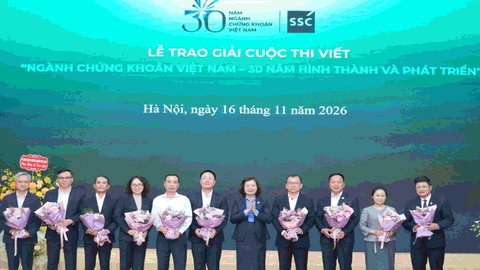 30 NĂM
NGÀNH
CHỨNG KHOÁN
VIỆT NAM
SSC
LỄ TRAO GIẢI CUỘC THI VIẾT
“NGÀNH CHỨNG KHOÁN VIỆT NAM – 30 NĂM HÌNH THÀNH VÀ PHÁT TRIỂN”
Hà Nội, ngày 16 tháng 11 năm 2026